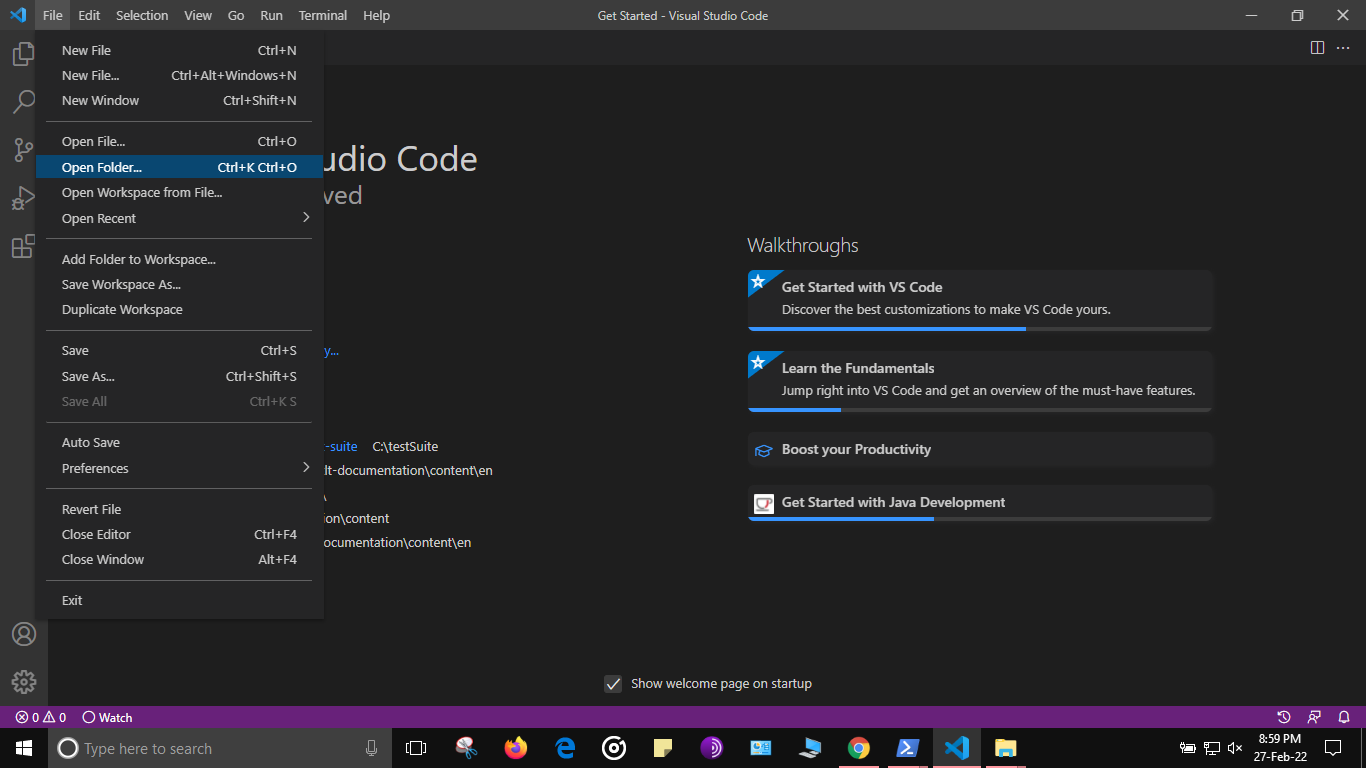 File Edit Selection View Go Run Terminal Help
Get Started - Visual Studio Code
New File Ctrl+N
New File... Ctrl+Alt+Windows+N
New Window Ctrl+Shift+N
Open File... Ctrl+O
Open Folder... Ctrl+K Ctrl+O
Open Workspace from File...
Open Recent
Add Folder to Workspace...
Save Workspace As...
Duplicate Workspace
Save Ctrl+S
Save As... Ctrl+Shift+S
Save All Ctrl+K S
Auto Save
Preferences
Revert File
Close Editor Ctrl+F4
Close Window Alt+F4
Exit
udio Code
ved
y...
-suite C:\testSuite
dt-documentation\content\en
\
ion\content
ocumentation\content\en
Walkthroughs
Get Started with VS Code
Discover the best customizations to make VS Code yours.
Learn the Fundamentals
Jump right into VS Code and get an overview of the must-have features.
Boost your Productivity
Get Started with Java Development
Show welcome page on startup
0 0 Watch
Type here to search
8:59 PM
27-Feb-22